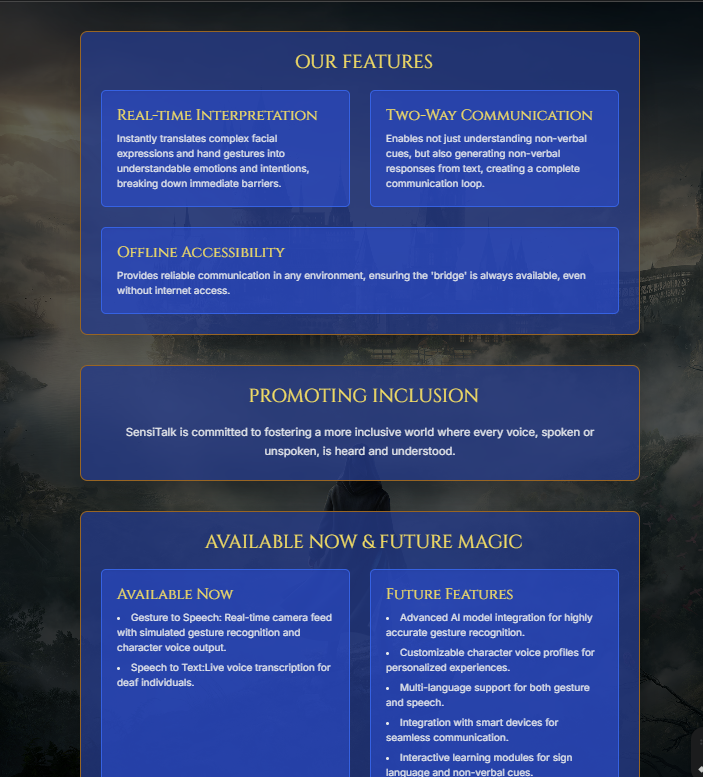 OUR FEATURES
REAL-TIME INTERPRETATION
Instantly translates complex facial
expressions and hand gestures into
understandable emotions and intentions,
breaking down immediate barriers.
TWO-WAY COMMUNICATION
Enables not just understanding non-verbal
cues, but also generating non-verbal
responses from text, creating a complete
communication loop.
OFFLINE ACCESSIBILITY
Provides reliable communication in any environment, ensuring the 'bridge' is always available, even
without internet access.
PROMOTING INCLUSION
SensiTalk is committed to fostering a more inclusive world where every voice, spoken or
unspoken, is heard and understood.
AVAILABLE NOW & FUTURE MAGIC
AVAILABLE NOW
• Gesture to Speech: Real-time camera feed
with simulated gesture recognition and
character voice output.
• Speech to Text:Live voice transcription for
deaf individuals.
FUTURE FEATURES
• Advanced AI model integration for highly
accurate gesture recognition.
• Customizable character voice profiles for
personalized experiences.
• Multi-language support for both gesture
and speech.
• Integration with smart devices for
seamless communication.
• Interactive learning modules for sign
language and non-verbal cues.